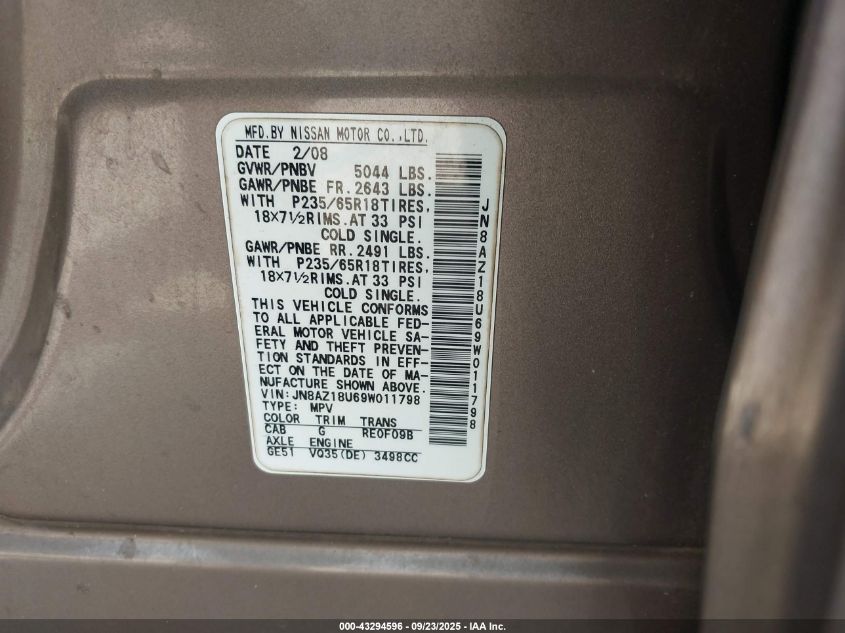 MFD.BY NISSAN MOTOR CO.,LTD.
DATE 2/08
GVWR/PNBV 5044 LBS.
GAWR/PNBE FR.2643 LBS.
WITH P235/65R18TIRES,
18X7½RIMS.AT 33 PSI
COLD SINGLE.
GAWR/PNBE RR.2491 LBS.
WITH P235/65R18TIRES,
18X7½RIMS.AT 33 PSI
COLD SINGLE.
THIS VEHICLE CONFORMS
TO ALL APPLICABLE FED-
ERAL MOTOR VEHICLE SA-
FETY AND THEFT PREVEN-
TION STANDARDS IN EFF-
ECT ON THE DATE OF MA-
NUFACTURE SHOWN ABOVE.
VIN:JN8AZ18U69W011798
TYPE: MPV
COLOR TRIM TRANS
CAB G RE0F09B
AXLE ENGINE
GE51 VQ35(DE) 3498CC
JN8AZ18U69W011798
000-43294596 - 09/23/2025 - IAA Inc.